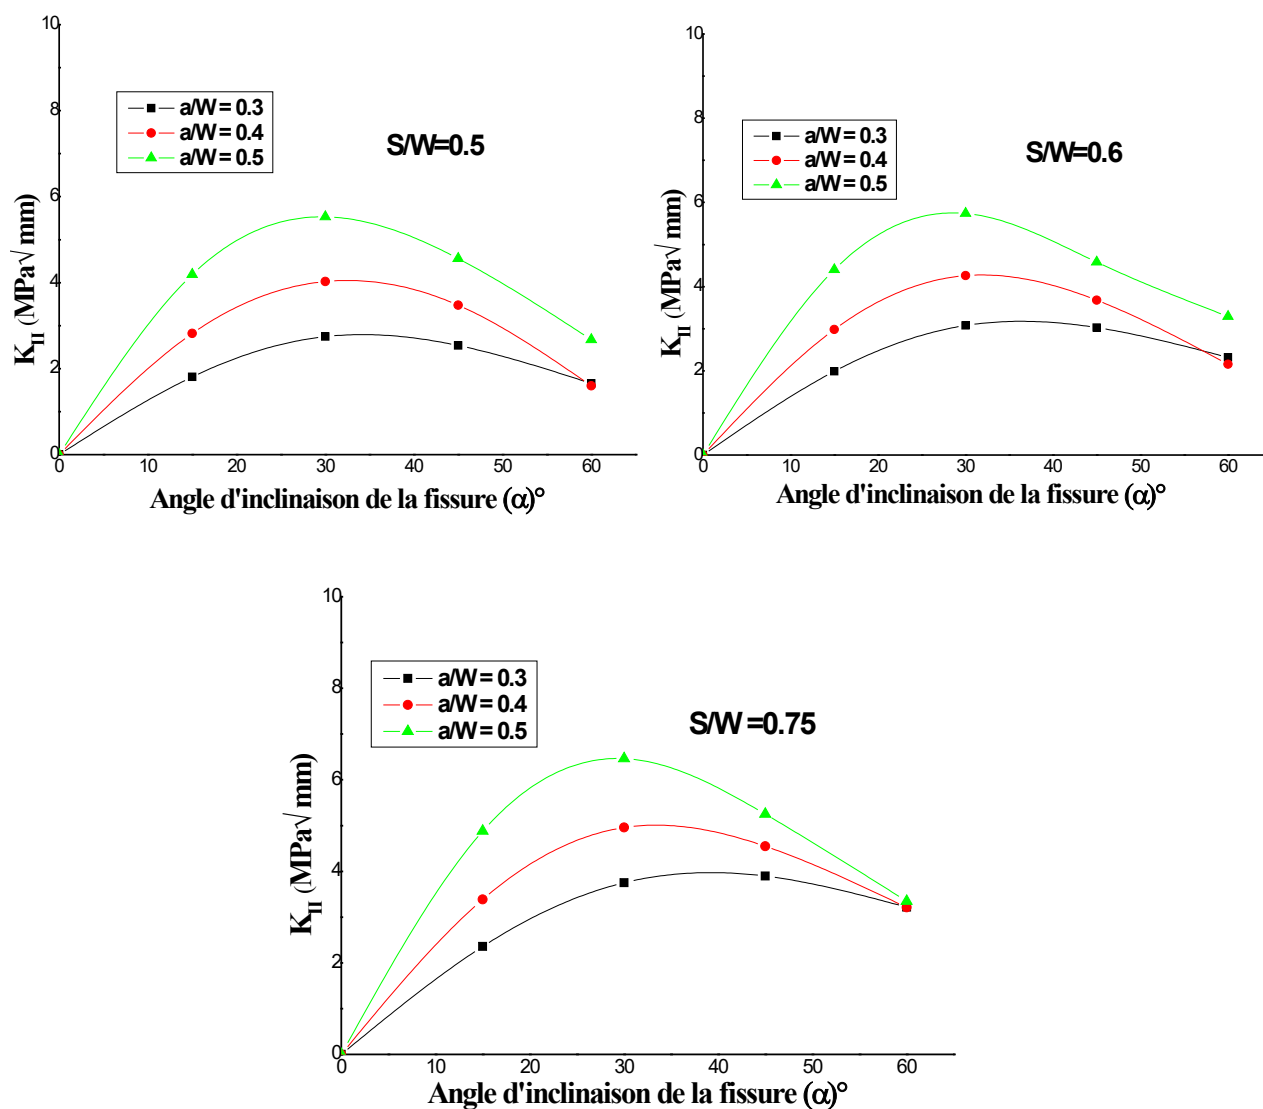 10
8
6
4
2
0
a/W= 0.3
a/W= 0.4
a/W= 0.5
S/W=0.5
K_II (MPa√mm)
0 10 20 30 40 50 60
Angle d'inclinaison de la fissure (α)°
10
8
6
4
2
0
a/W= 0.3
a/W= 0.4
a/W= 0.5
S/W=0.6
K_II (MPa√mm)
0 10 20 30 40 50 60
Angle d'inclinaison de la fissure (α)°
10
8
6
4
2
0
a/W= 0.3
a/W= 0.4
a/W= 0.5
S/W=0.75
K_II (MPa√mm)
0 10 20 30 40 50 60
Angle d'inclinaison de la fissure (α)°